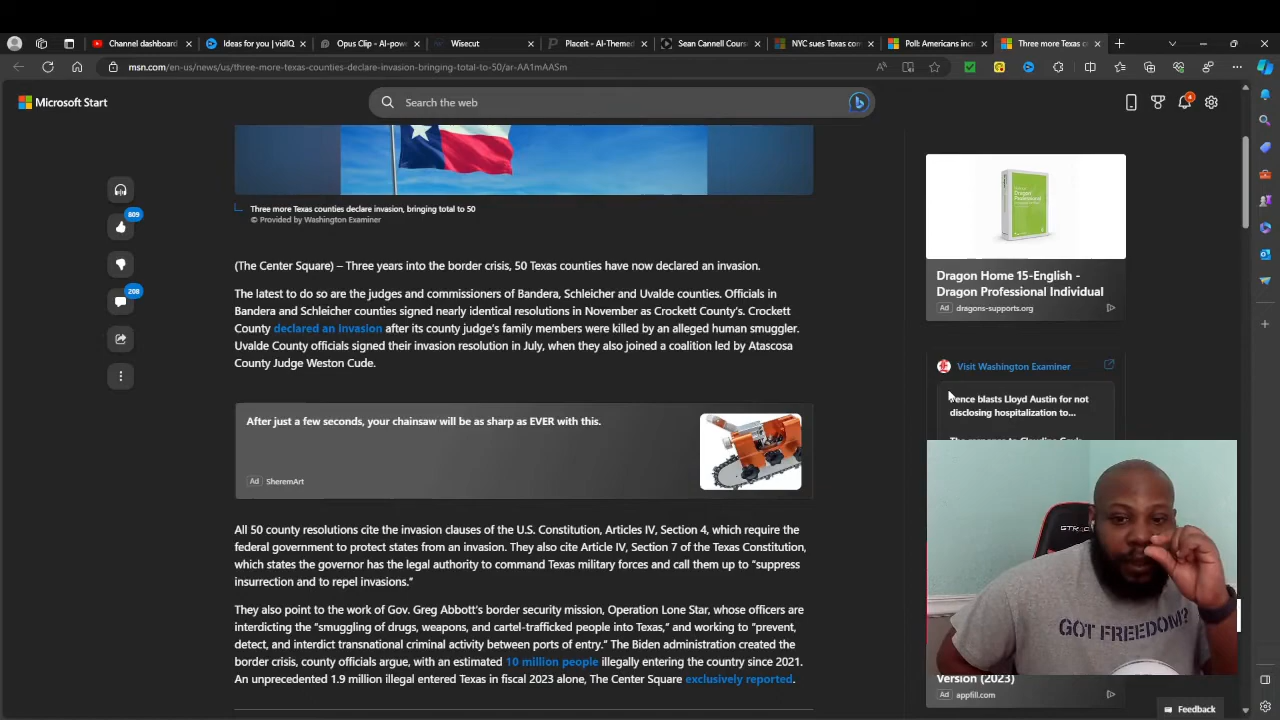 Channel dashboard
Ideas for you | vidIQ
Opus Clip - AI-pow
Wisecut
Placeit - AI-Themed
Sean Cannell Cours
NYC sues Texas com
Poll: Americans incr
Three more Texas c
msn.com/en-us/news/us/three-more-texas-counties-declare-invasion-bringing-total-to-50/ar-AA1mAASm
Microsoft Start
Search the web
4
Three more Texas counties declare invasion, bringing total to 50
© Provided by Washington Examiner
809
208
(The Center Square) – Three years into the border crisis, 50 Texas counties have now declared an invasion.
The latest to do so are the judges and commissioners of Bandera, Schleicher and Uvalde counties. Officials in
Bandera and Schleicher counties signed nearly identical resolutions in November as Crockett County's. Crockett
County declared an invasion after its county judge's family members were killed by an alleged human smuggler.
Uvalde County officials signed their invasion resolution in July, when they also joined a coalition led by Atascosa
County Judge Weston Cude.
After just a few seconds, your chainsaw will be as sharp as EVER with this.
Ad SheremArt
All 50 county resolutions cite the invasion clauses of the U.S. Constitution, Articles IV, Section 4, which require the
federal government to protect states from an invasion. They also cite Article IV, Section 7 of the Texas Constitution,
which states the governor has the legal authority to command Texas military forces and call them up to "suppress
insurrection and to repel invasions."
They also point to the work of Gov. Greg Abbott's border security mission, Operation Lone Star, whose officers are
interdicting the "smuggling of drugs, weapons, and cartel-trafficked people into Texas," and working to "prevent,
detect, and interdict transnational criminal activity between ports of entry." The Biden administration created the
border crisis, county officials argue, with an estimated 10 million people illegally entering the country since 2021.
An unprecedented 1.9 million illegal entered Texas in fiscal 2023 alone, The Center Square exclusively reported.
Dragon Home 15-English -
Dragon Professional Individual
Ad dragons-supports.org
Visit Washington Examiner
Pence blasts Lloyd Austin for not
disclosing hospitalization to...
GTRAC
GOT FREEDOM?
Version (2023)
Ad appfill.com
Feedback